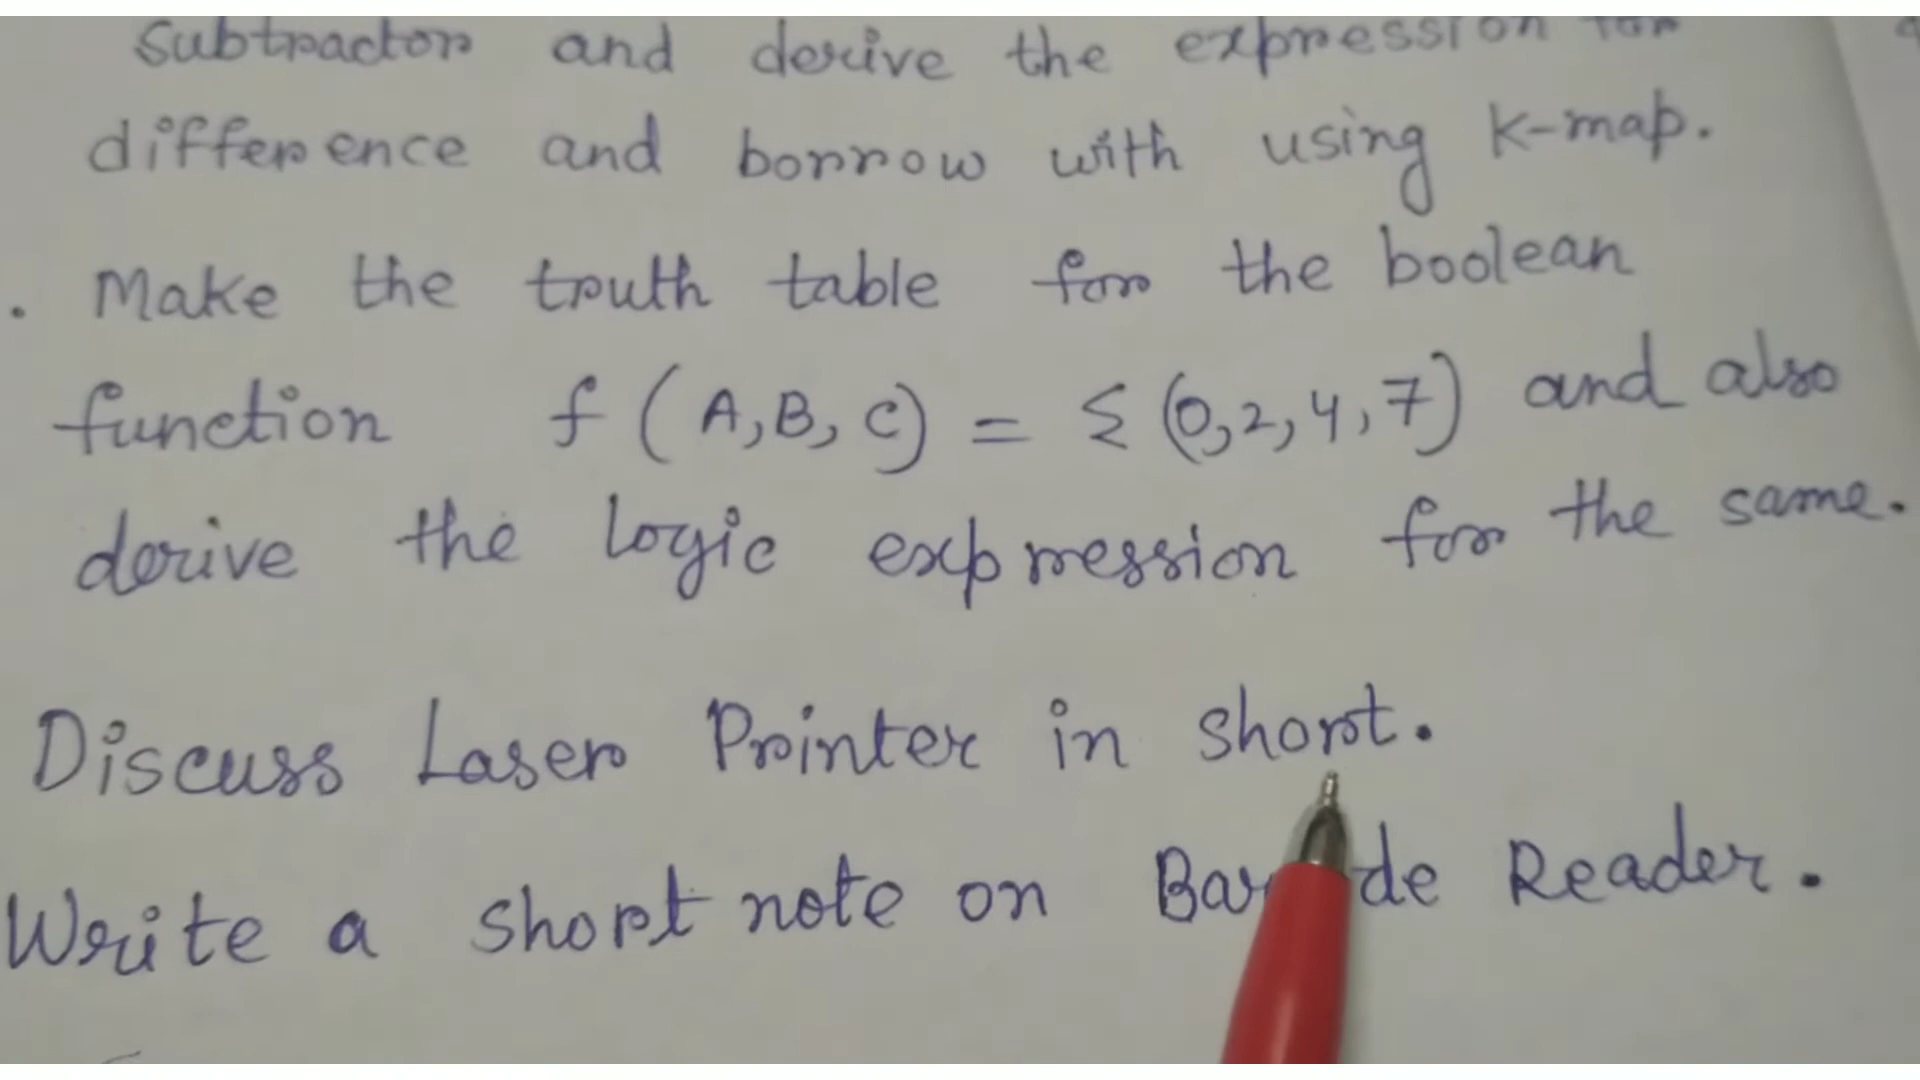 subtractor and derive the expression for
difference and borrow with using K-map.
. Make the truth table for the boolean
function f (A, B, C) = Σ (0, 2, 4, 7) and also
derive the logic expression for the same.
Discuss Laser Printer in short.
Write a short note on Reader.